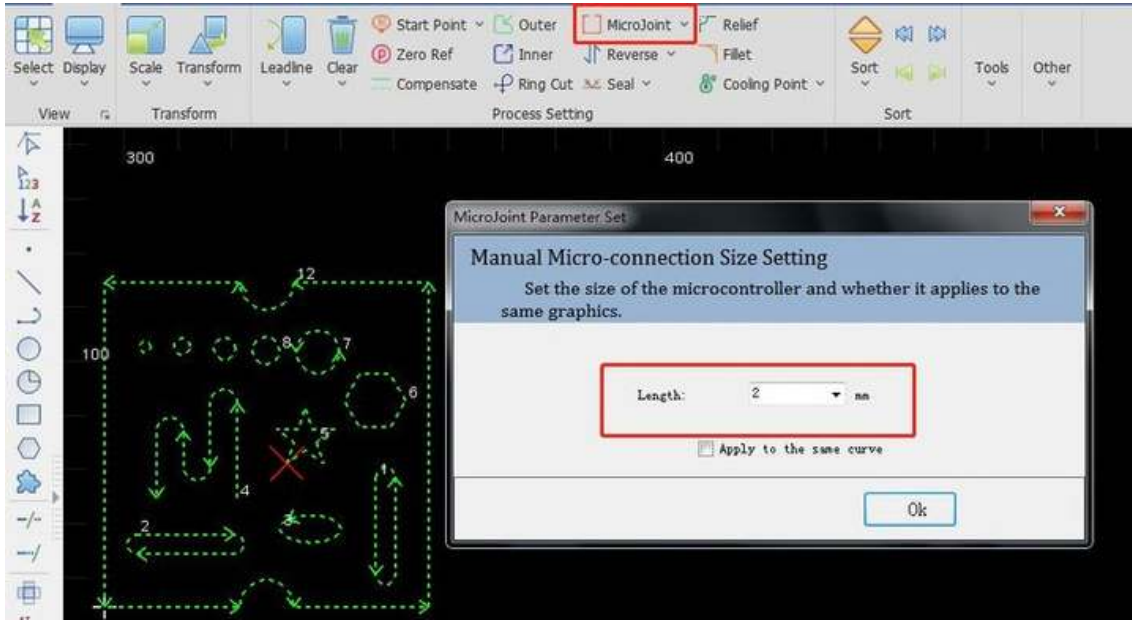 Start Point
Outer
MicroJoint
Relief
Zero Ref
Inner
Reverse
Fillet
Select
Display
Scale
Transform
Leadline
Clear
Compensate
Ring Cut
Seal
Cooling Point
Sort
Tools
Other
View
Transform
Process Setting
Sort
123
A
Z
300
400
MicroJoint Parameter Set
Manual Micro-connection Size Setting
Set the size of the microcontroller and whether it applies to the
same graphics.
12
100
8
7
6
5
4
1
2
3
Length: 2 mm
Apply to the same curve
Ok